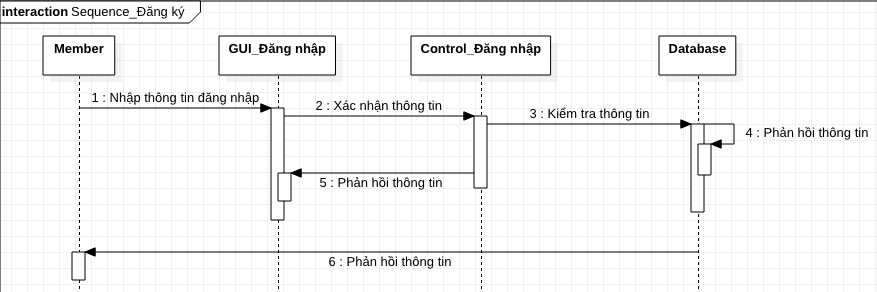 interaction Sequence_Đăng ký
Member
GUI_Đăng nhập
Control_Đăng nhập
Database
1 : Nhập thông tin đăng nhập
2 : Xác nhận thông tin
3 : Kiểm tra thông tin
4 : Phản hồi thông tin
5 : Phản hồi thông tin
6 : Phản hồi thông tin